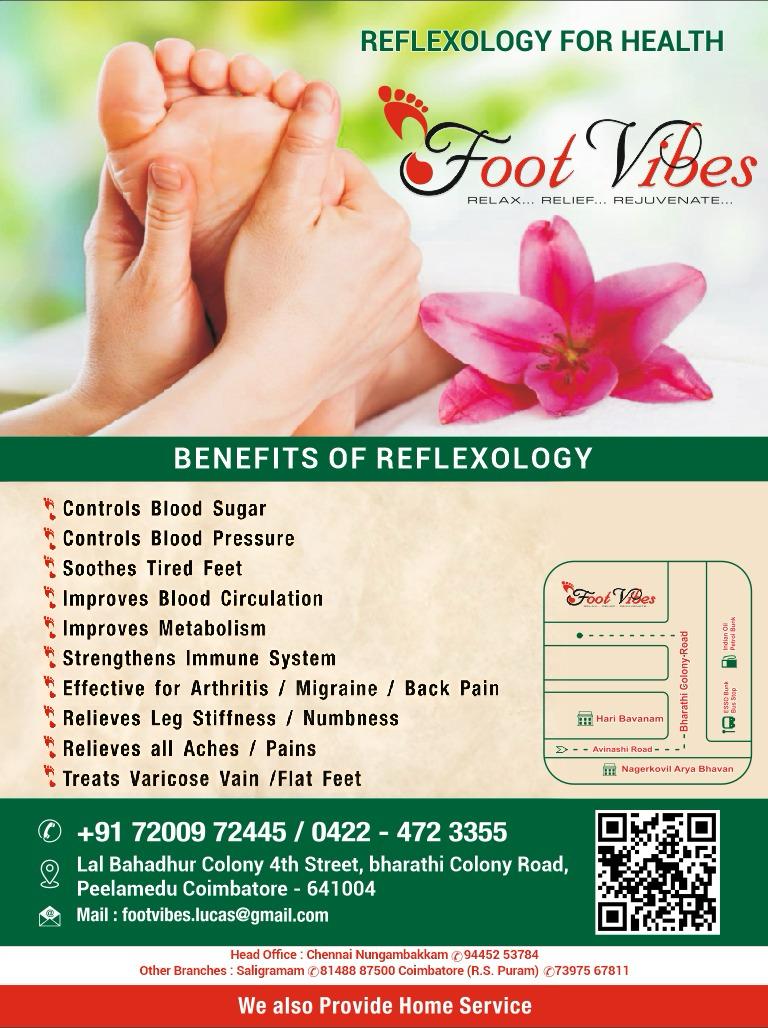 REFLEXOLOGY FOR HEALTH
Foot Vibes
RELAX... RELIEF... REJUVENATE...
BENEFITS OF REFLEXOLOGY
Controls Blood Sugar
Controls Blood Pressure
Soothes Tired Feet
Improves Blood Circulation
Improves Metabolism
Strengthens Immune System
Effective for Arthritis / Migraine / Back Pain
Relieves Leg Stiffness / Numbness
Relieves all Aches / Pains
Treats Varicose Vain /Flat Feet
Foot Vibes
RELAX... RELIEF... REJUVENATE...
Bharathi Colony-Road
Indian Oil
Petrol Bunk
ESSO Bunk
Bus Stop
Hari Bavanam
Avinashi Road
Nagerkovil Arya Bhavan
+91 72009 72445 / 0422 - 472 3355
Lal Bahadhur Colony 4th Street, bharathi Colony Road,
Peelamedu Coimbatore - 641004
Mail : footvibes.lucas@gmail.com
Head Office : Chennai Nungambakkam 94452 53784
Other Branches : Saligramam 81488 87500 Coimbatore (R.S. Puram) 73975 67811
We also Provide Home Service